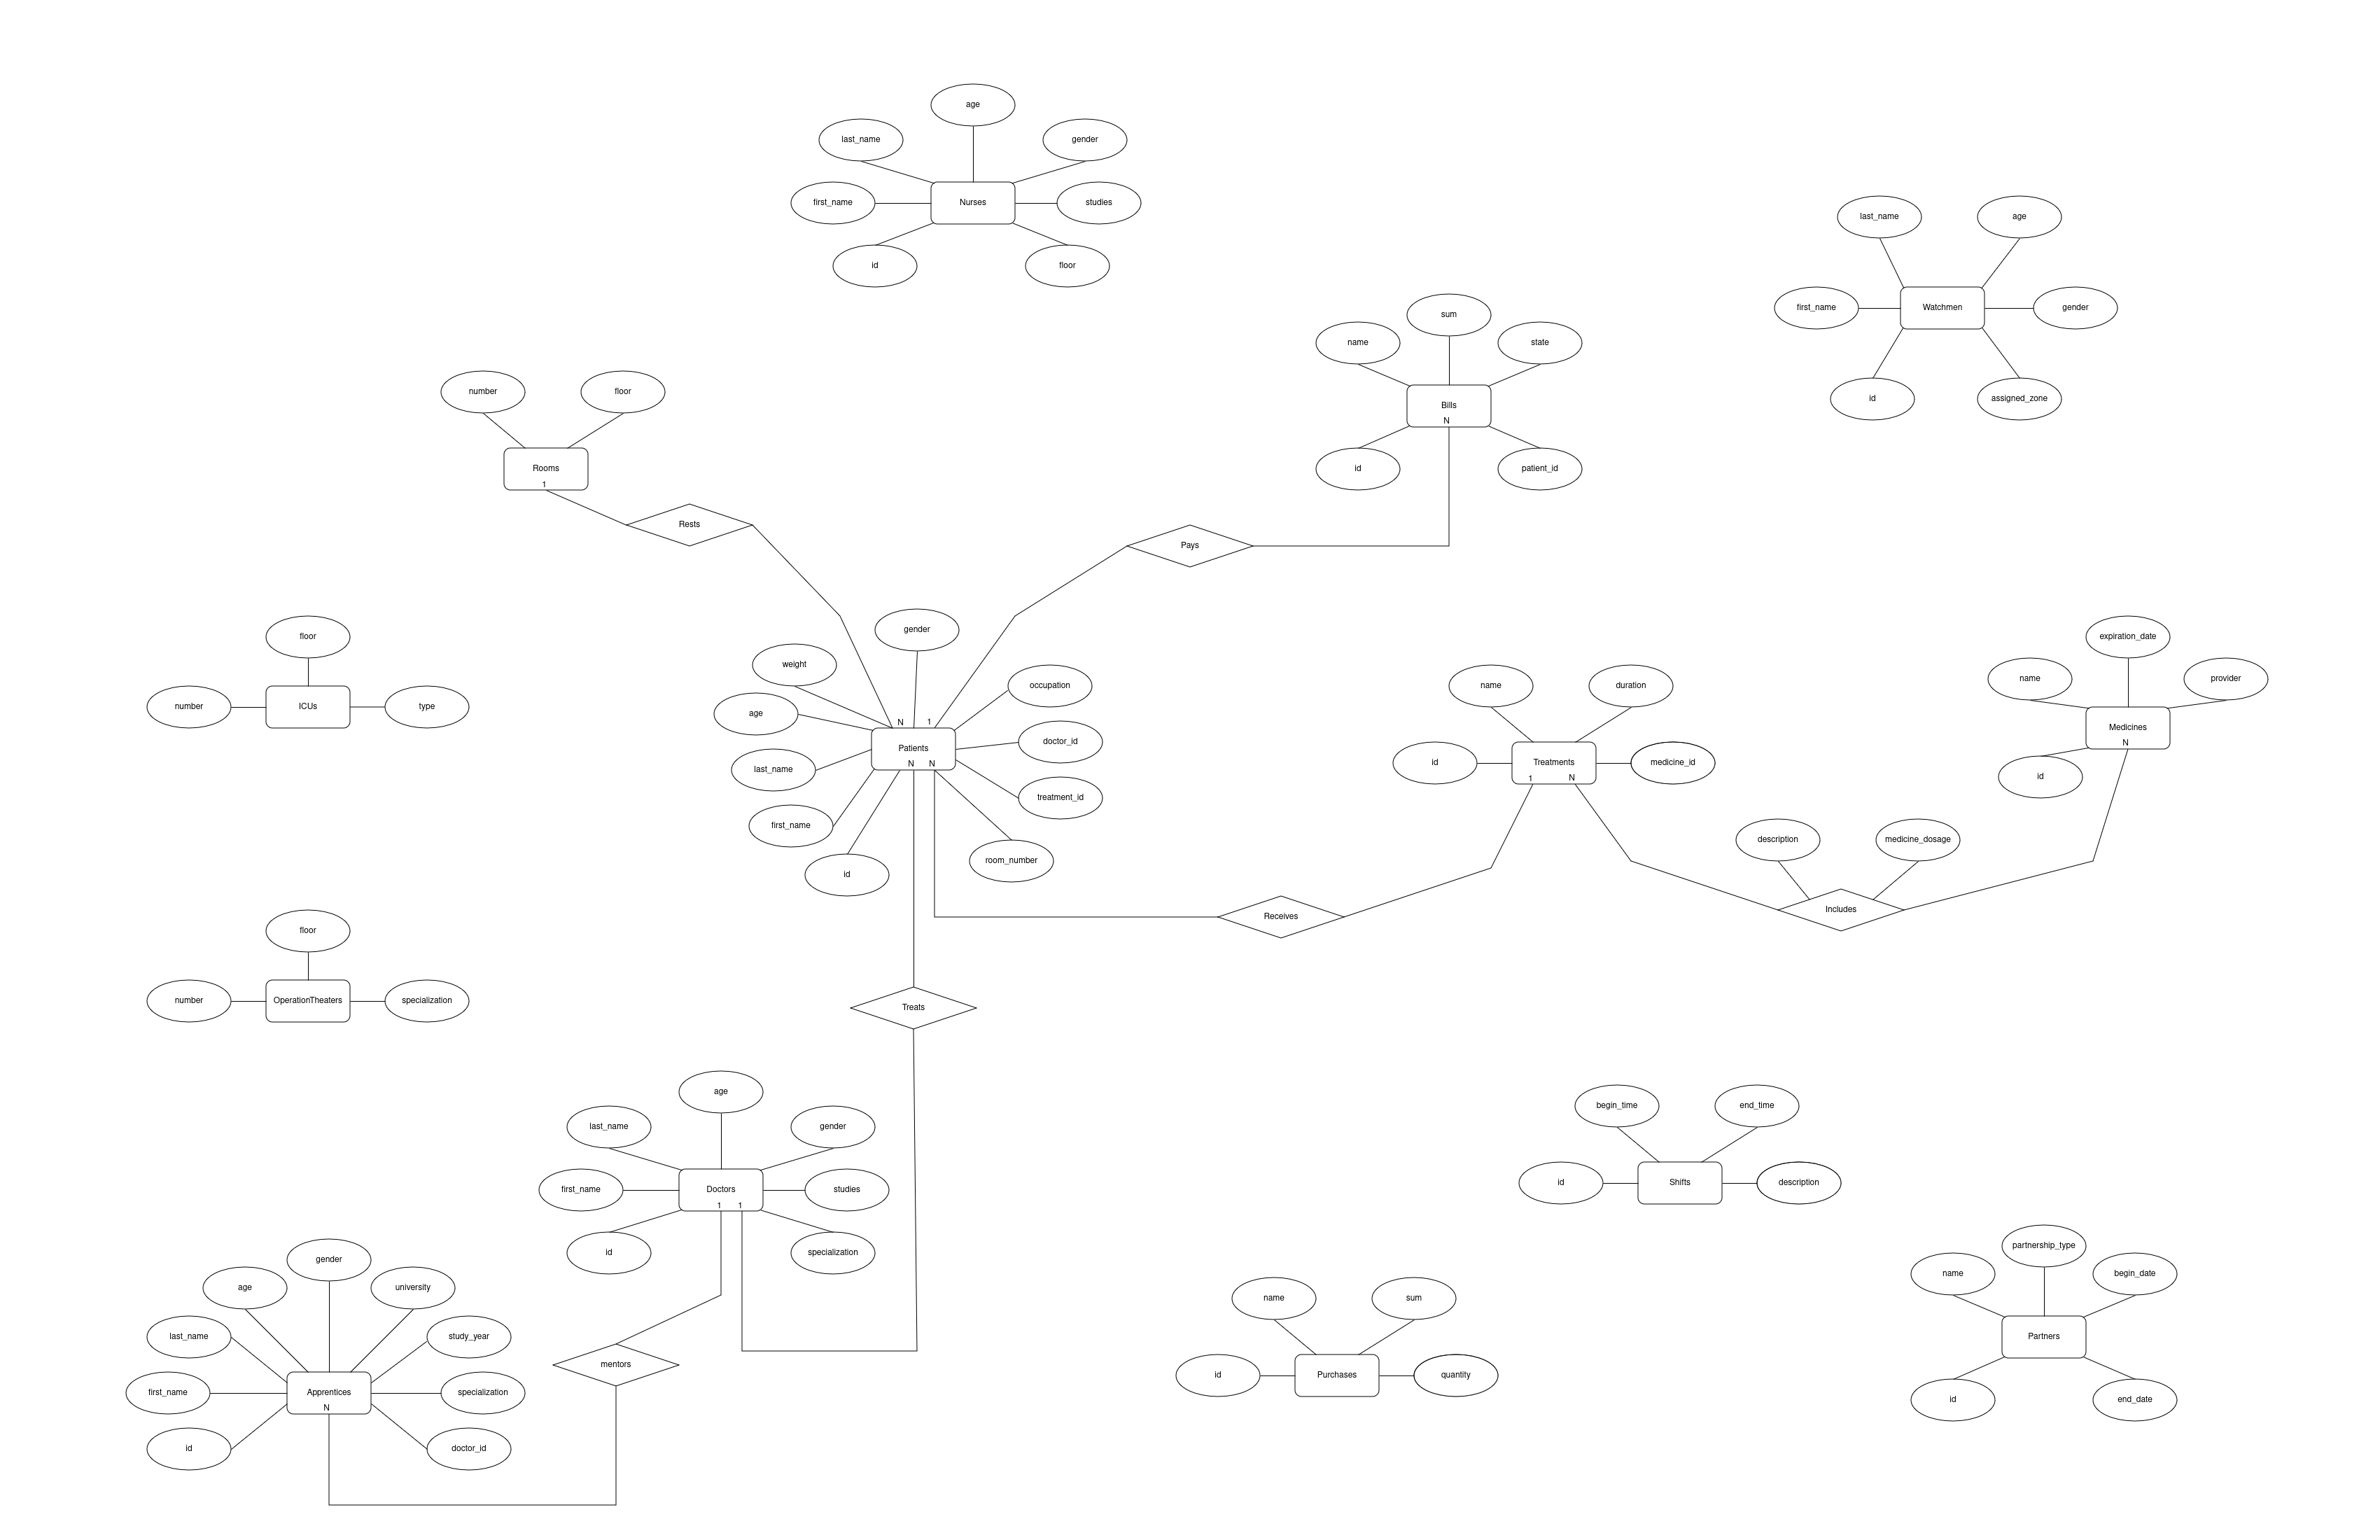 age
last_name
gender
first_name
Nurses
studies
id
floor
last_name
age
first_name
Watchmen
gender
id
assigned_zone
sum
name
state
Bills
N
id
patient_id
number
floor
Rooms
1
Rests
Pays
floor
number
ICUs
type
gender
weight
occupation
age
N
1
Patients
doctor_id
last_name
N
N
treatment_id
first_name
room_number
id
name
duration
id
Treatments
medicine_id
1
N
expiration_date
name
provider
Medicines
N
id
description
medicine_dosage
Includes
Receives
floor
number
OperationTheaters
specialization
Treats
age
last_name
gender
first_name
Doctors
studies
1
1
id
specialization
begin_time
end_time
id
Shifts
description
gender
age
university
last_name
study_year
first_name
Apprentices
specialization
N
id
doctor_id
mentors
name
sum
id
Purchases
quantity
partnership_type
name
begin_date
Partners
id
end_date